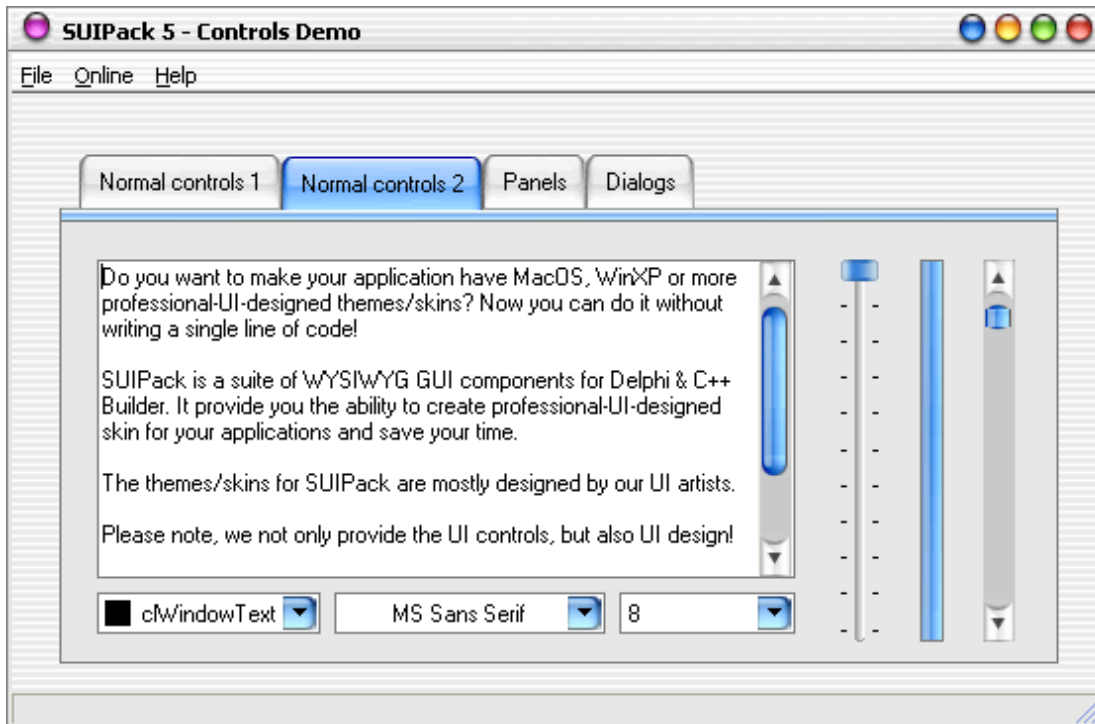 SUIPack 5 - Controls Demo
File Online Help
Normal controls 1 Normal controls 2 Panels Dialogs
Do you want to make your application have MacOS, WinXP or more
professional-UI-designed themes/skins? Now you can do it without
writing a single line of code!
SUIPack is a suite of WYSIWYG GUI components for Delphi & C++
Builder. It provide you the ability to create professional-UI-designed
skin for your applications and save your time.
The themes/skins for SUIPack are mostly designed by our UI artists.
Please note, we not only provide the UI controls, but also UI design!
clWindowText MS Sans Serif 8